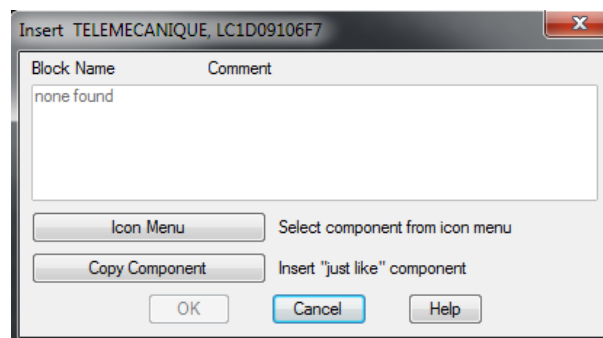 Insert TELEMECANIQUE, LC1D09106F7
Block Name Comment
none found
Icon Menu Select component from icon menu
Copy Component Insert "just like" component
OK Cancel Help